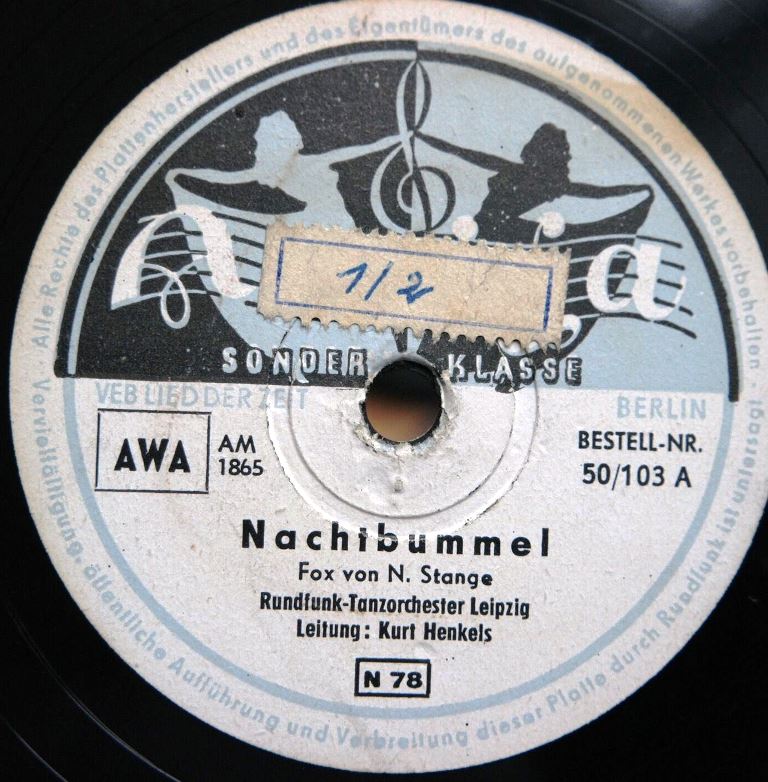 Alle Rechte des Plattenherstellers und des Eigentümers des aufgenommenen Werkes vorbehalten - Vervielfältigung, öffentliche Aufführung und Verbreitung dieser Platte durch Rundfunk ist untersagt
1/2
SONDER KLASSE
VEB LIED DER ZEIT BERLIN
AWA
AM
1865
BESTELL-NR.
50/103 A
Nachtbummel
Fox von N. Stange
Rundfunk-Tanzorchester Leipzig
Leitung: Kurt Henkels
N 78